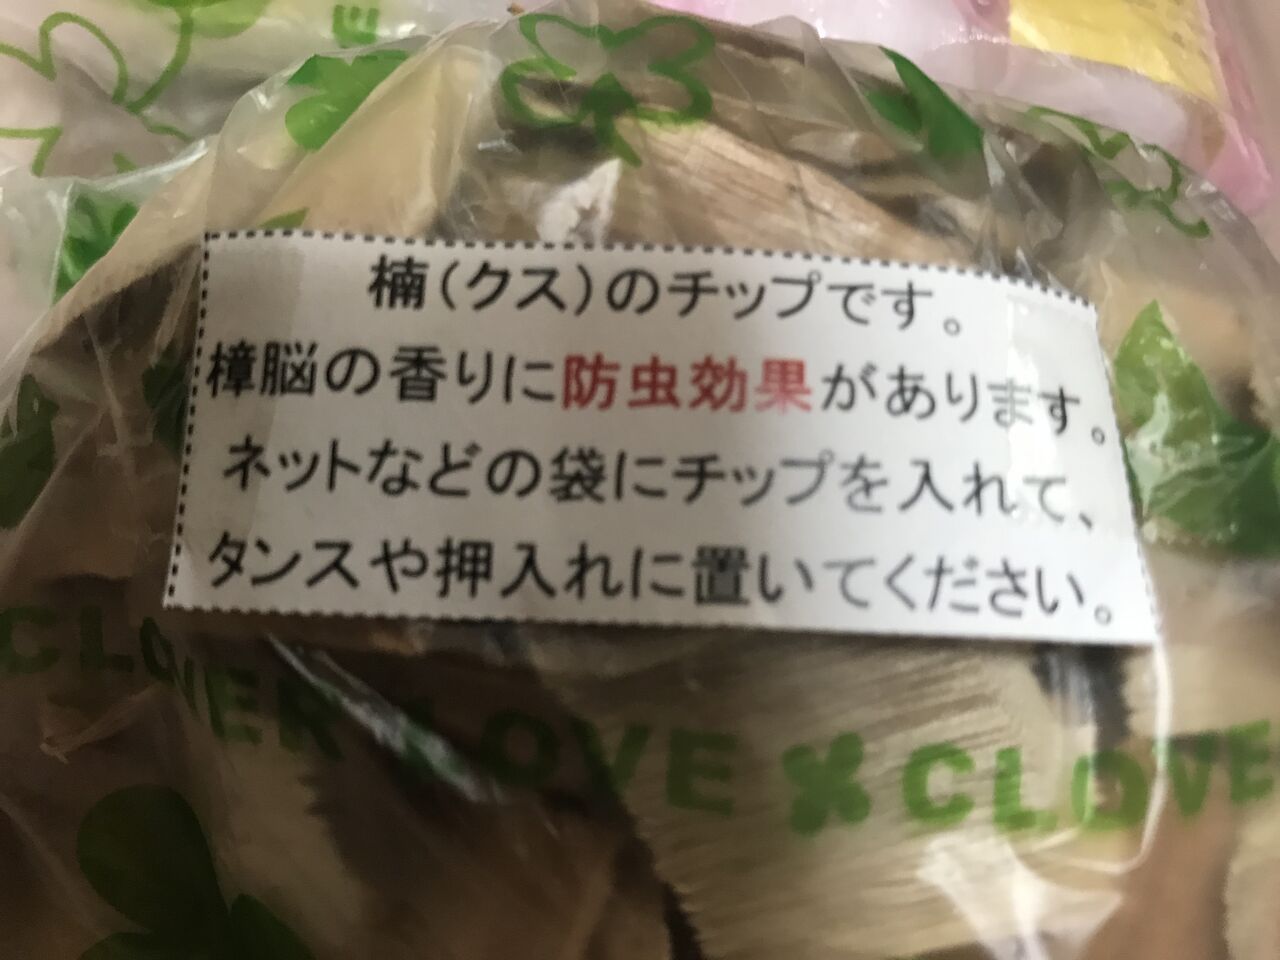 楠（クス）のチップです。
樟脳の香りに防虫効果があります。
ネットなどの袋にチップを入れて、
タンスや押入れに置いてください。
CLOVER LOVE CLOVE